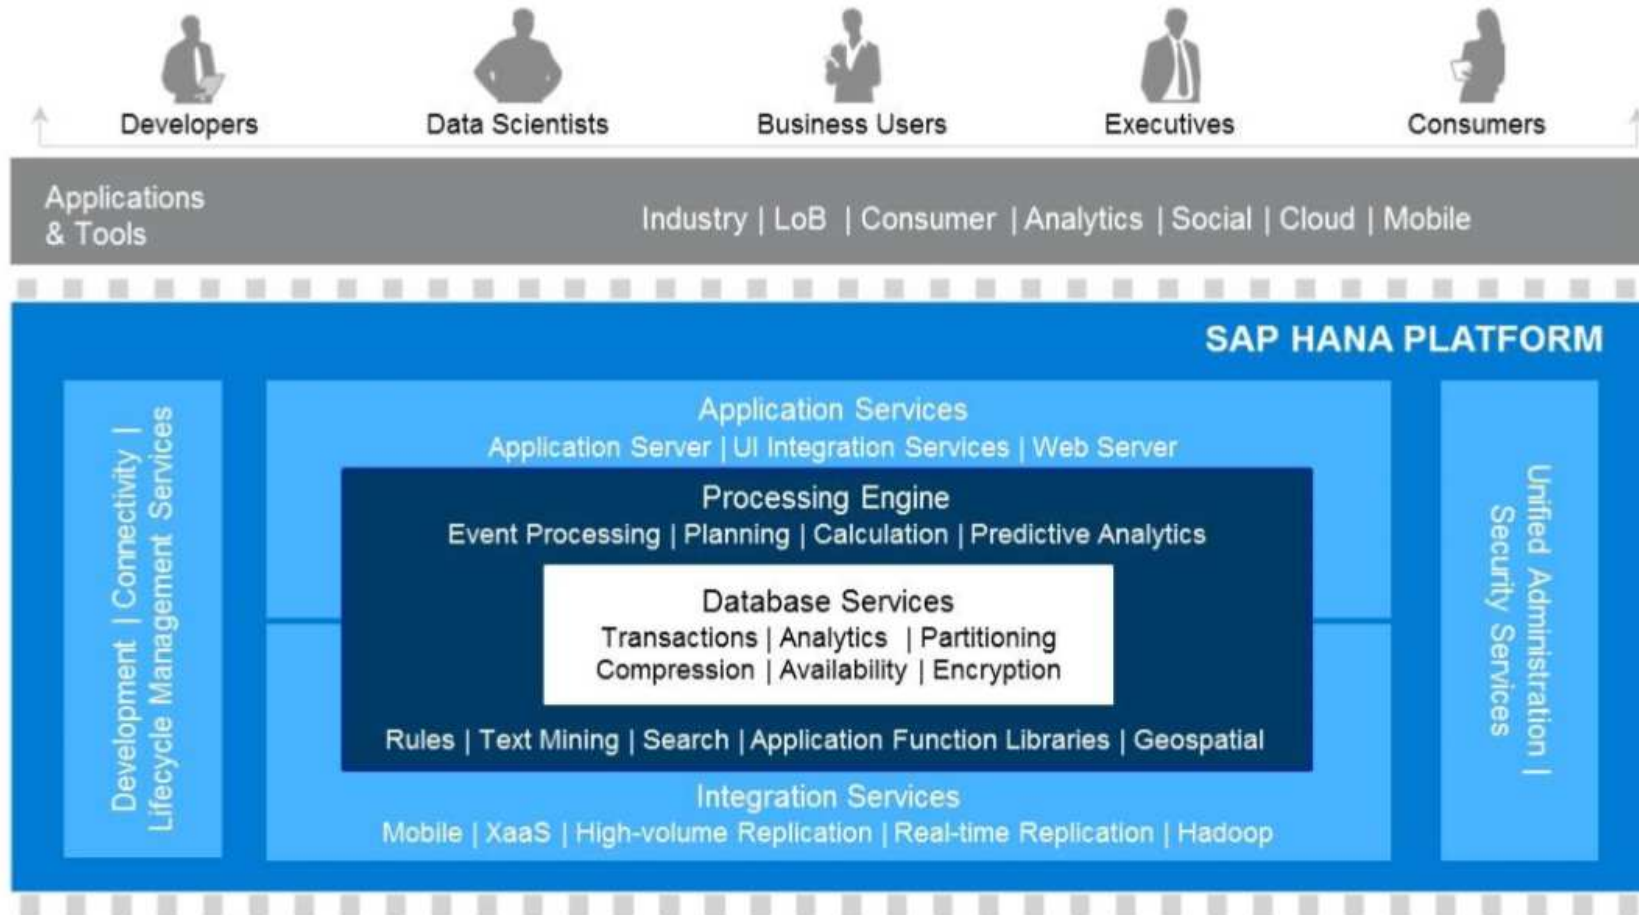 Developers
Data Scientists
Business Users
Executives
Consumers
Applications
& Tools
Industry | LoB | Consumer | Analytics | Social | Cloud | Mobile
SAP HANA PLATFORM
Development | Connectivity |
Lifecycle Management Services
Application Services
Application Server | UI Integration Services | Web Server
Processing Engine
Event Processing | Planning | Calculation | Predictive Analytics
Database Services
Transactions | Analytics | Partitioning
Compression | Availability | Encryption
Rules | Text Mining | Search | Application Function Libraries | Geospatial
Integration Services
Mobile | XaaS | High-volume Replication | Real-time Replication | Hadoop
Unified Administration |
Security Services